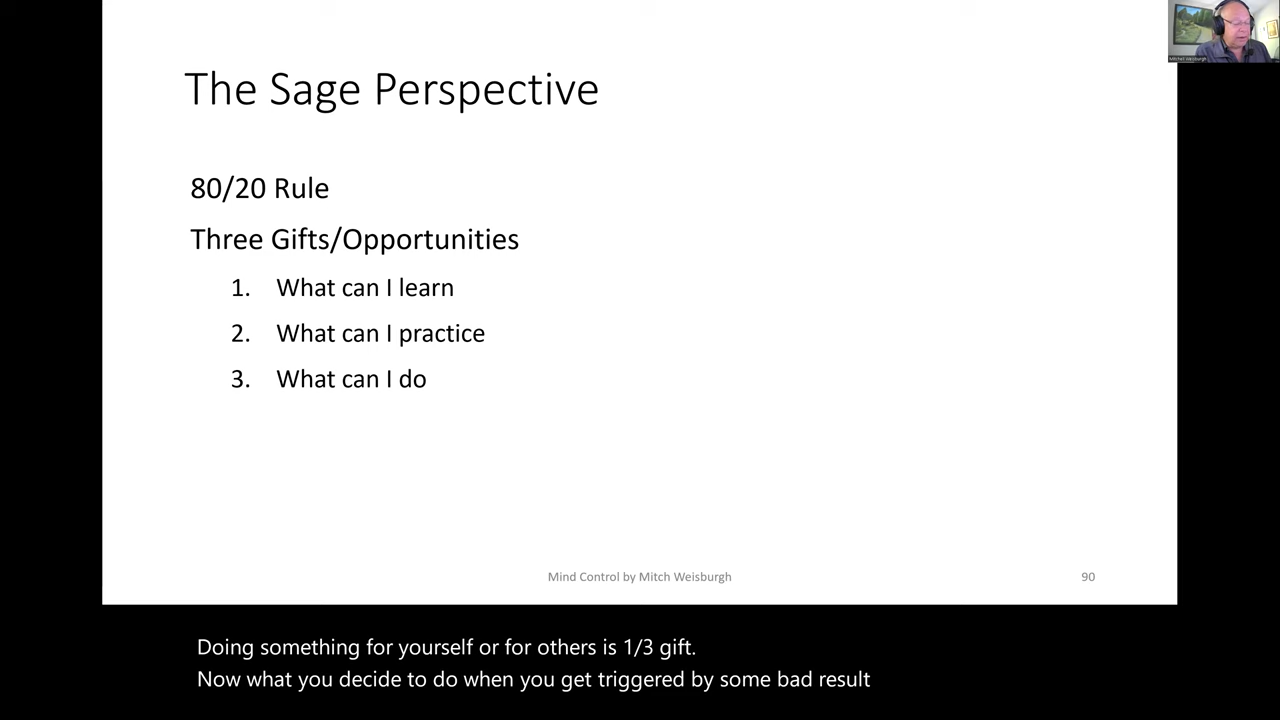 The Sage Perspective
80/20 Rule
Three Gifts/Opportunities
1. What can I learn
2. What can I practice
3. What can I do
Mind Control by Mitch Weisburgh
90
Mitchell Weisburgh
Doing something for yourself or for others is 1/3 gift.
Now what you decide to do when you get triggered by some bad result